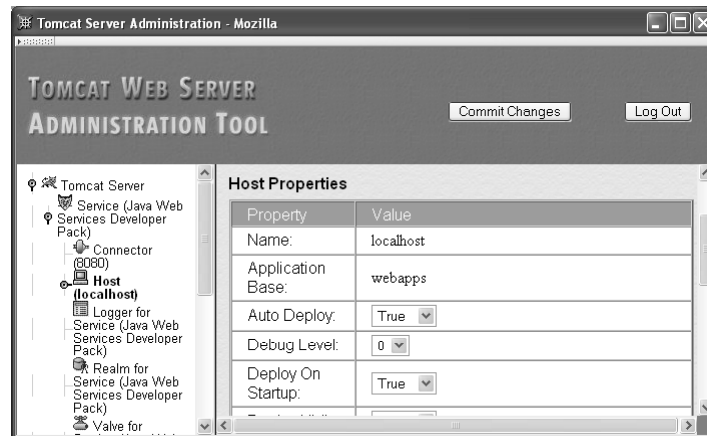 Tomcat Server Administration - Mozilla
TOMCAT WEB SERVER
ADMINISTRATION TOOL
Commit Changes
Log Out
Tomcat Server
Service (Java Web
Services Developer
Pack)
Connector
(8080)
Host
(localhost)
Logger for
Service (Java Web
Services Developer
Pack)
Realm for
Service (Java Web
Services Developer
Pack)
Valve for
Host Properties
Property Value
Name: localhost
Application
Base: webapps
Auto Deploy: True
Debug Level: 0
Deploy On
Startup: True